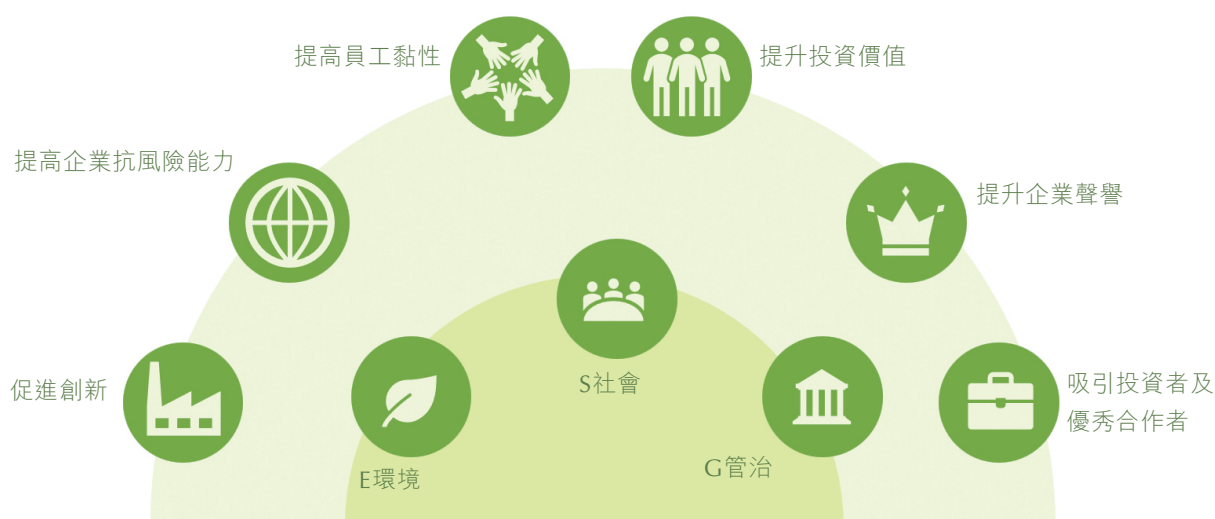 提高員工黏性
提升投資價值
提高企業抗風險能力
提升企業聲譽
促進創新
S社會
吸引投資者及
優秀合作者
E環境
G管治